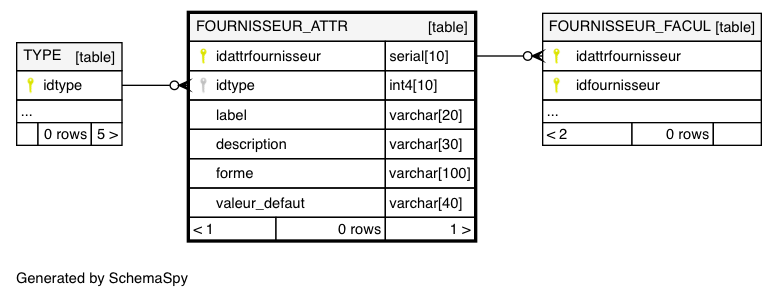 TYPE [table]
idtype
...
0 rows 5 >
FOURNISSEUR_ATTR [table]
idattrfournisseur serial[10]
idtype int4[10]
label varchar[20]
description varchar[30]
forme varchar[100]
valeur_defaut varchar[40]
< 1 0 rows 1 >
FOURNISSEUR_FACUL [table]
idattrfournisseur
idfournisseur
...
< 2 0 rows
Generated by SchemaSpy